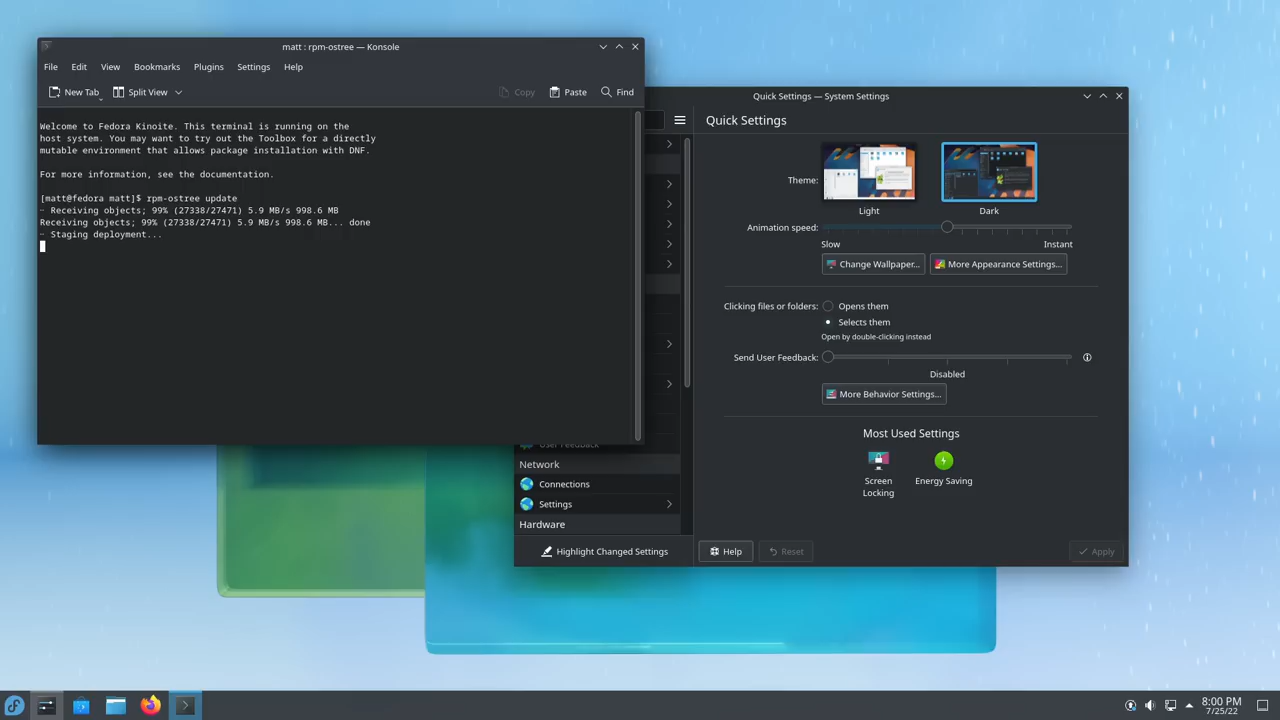 matt : rpm-ostree — Konsole
File Edit View Bookmarks Plugins Settings Help
New Tab Split View Copy Paste Find
Welcome to Fedora Kinoite. This terminal is running on the
host system. You may want to try out the Toolbox for a directly
mutable environment that allows package installation with DNF.
For more information, see the documentation.
[matt@fedora matt]$ rpm-ostree update
⠒ Receiving objects; 99% (27338/27471) 5.9 MB/s 998.6 MB
Receiving objects; 99% (27338/27471) 5.9 MB/s 998.6 MB... done
⠒ Staging deployment...
Quick Settings — System Settings
Quick Settings
Theme:
Light Dark
Animation speed:
Slow Instant
Change Wallpaper... More Appearance Settings...
Clicking files or folders: Opens them
Selects them
Open by double-clicking instead
Send User Feedback:
Disabled
More Behavior Settings...
Most Used Settings
Screen Locking
Energy Saving
User Feedback
Network
Connections
Settings
Hardware
Highlight Changed Settings
Help Reset Apply
8:00 PM
7/25/22